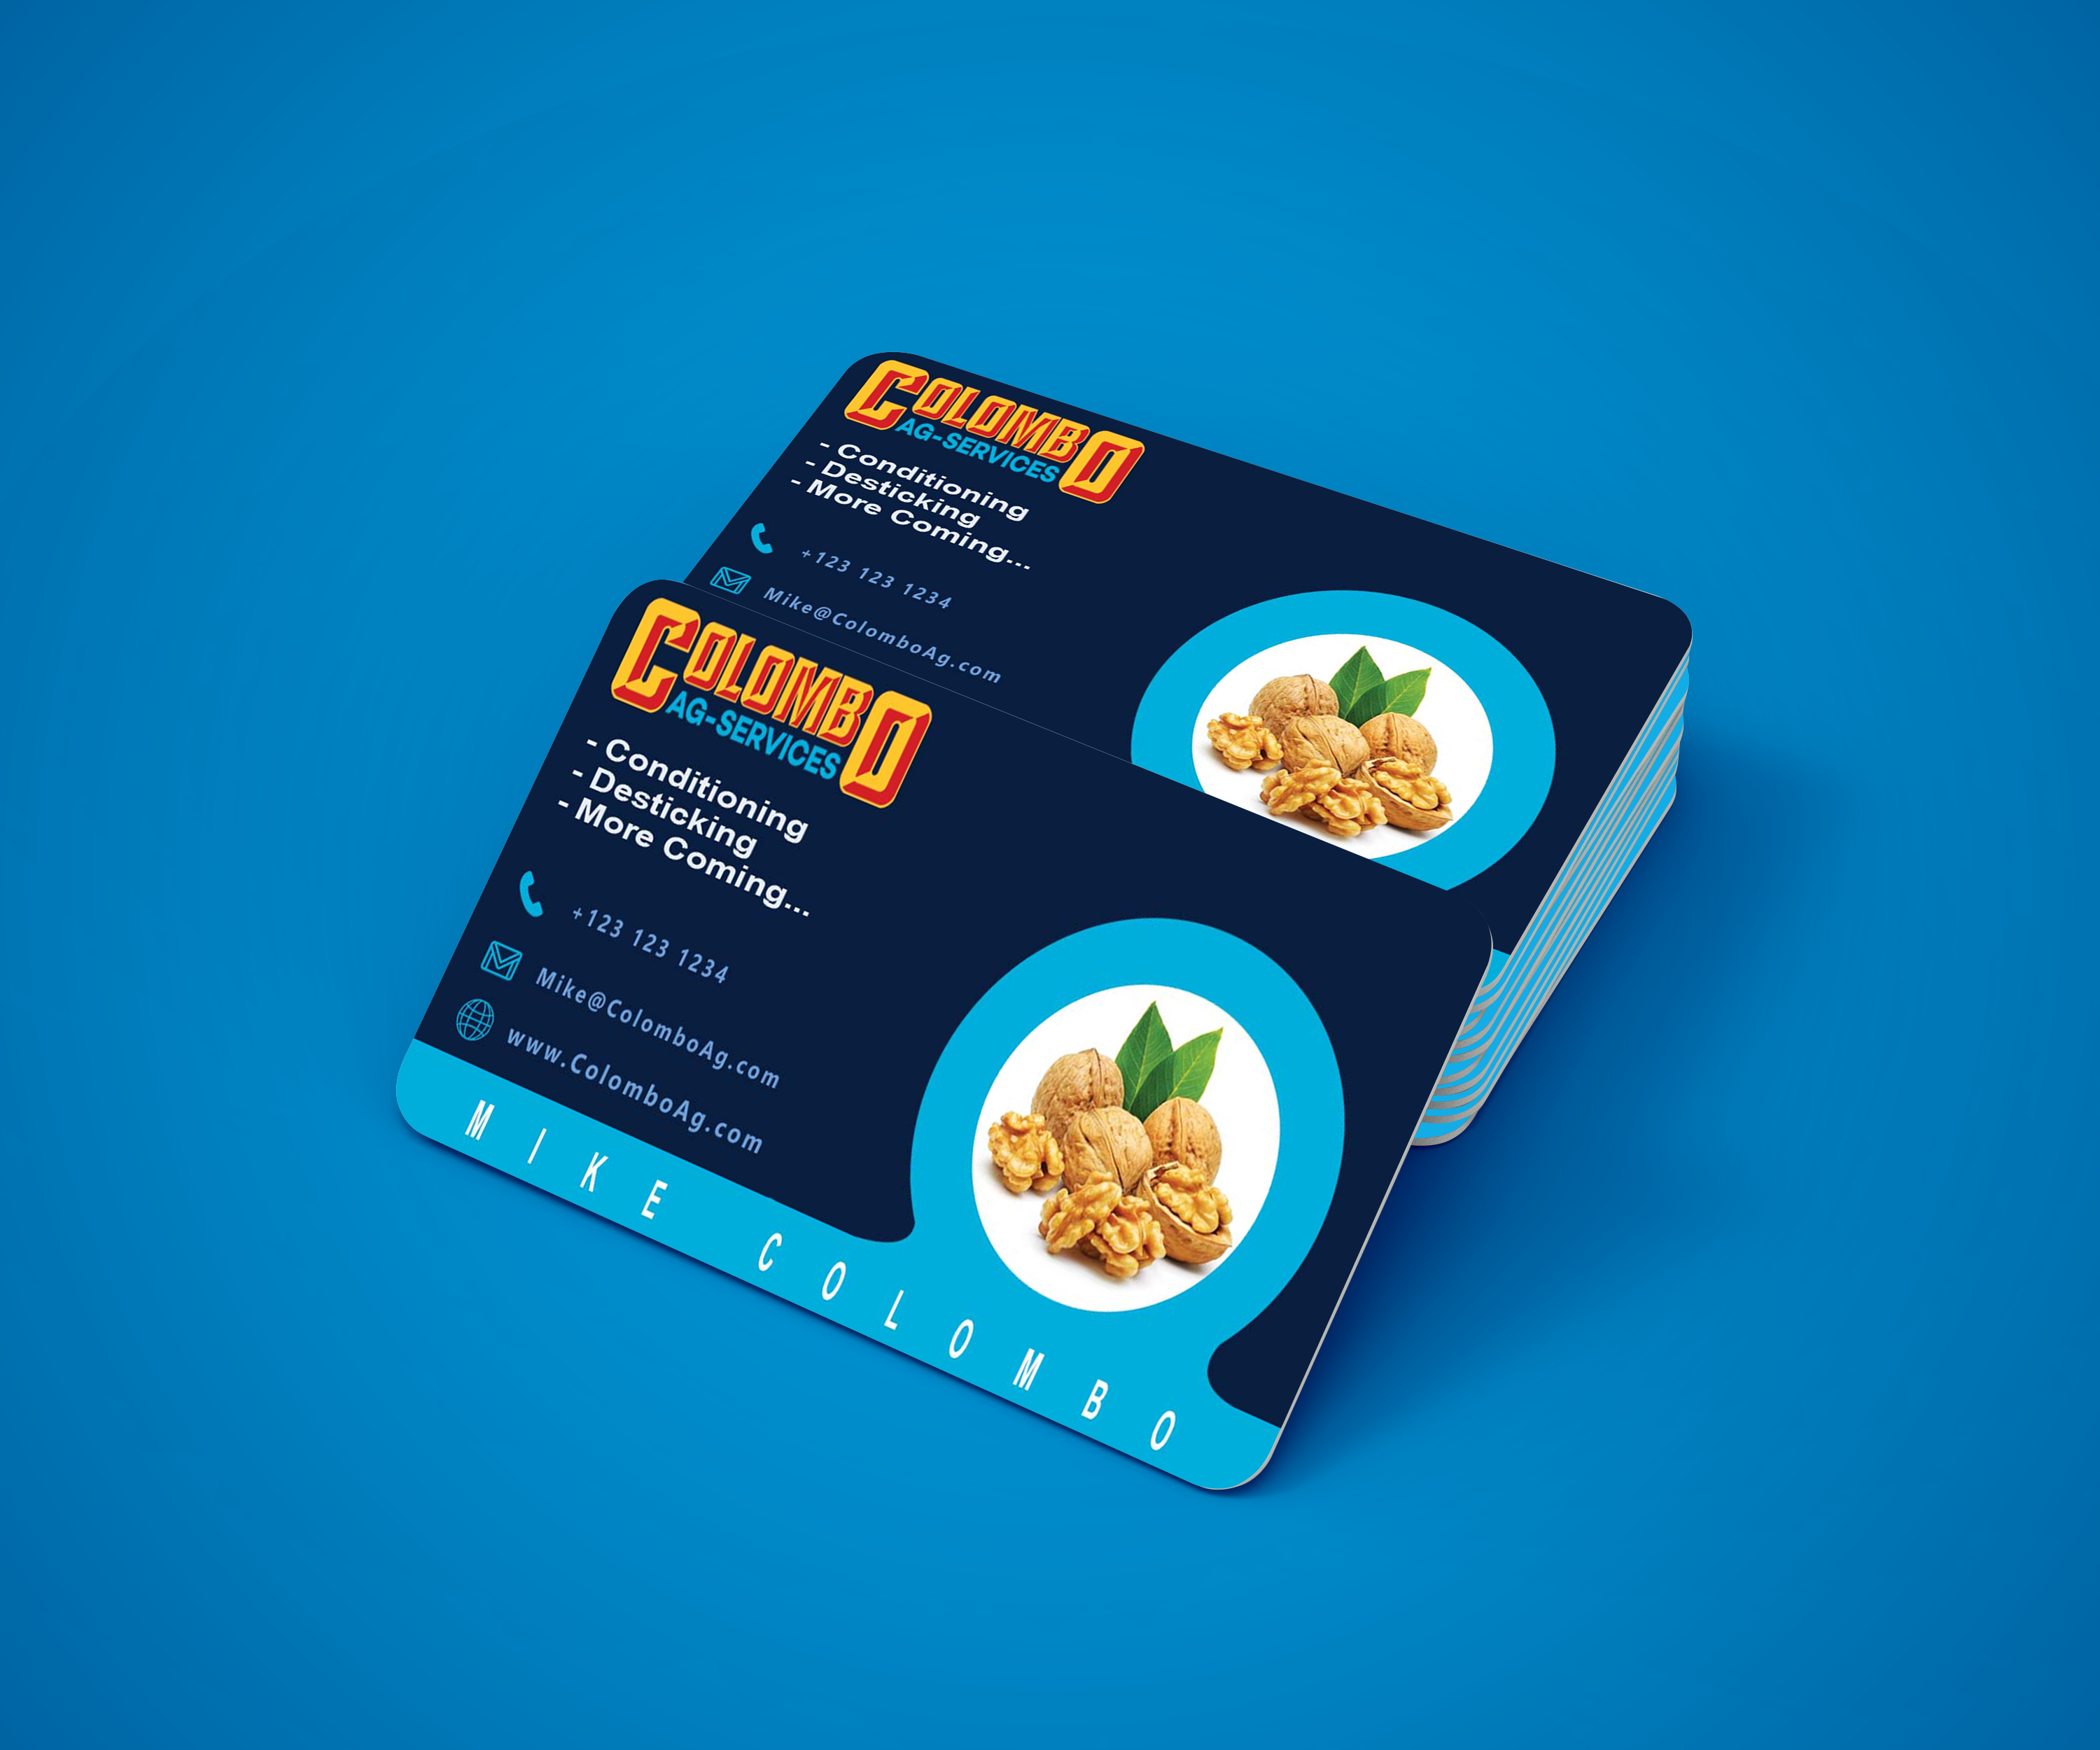 COLOMBO
AG-SERVICES
- Conditioning
- Desticking
- More Coming...
+123 123 1234
Mike@ColomboAg.com
COLOMBO
AG-SERVICES
- Conditioning
- Desticking
- More Coming...
+123 123 1234
Mike@ColomboAg.com
www.ColomboAg.com
MIKE COLOMBO